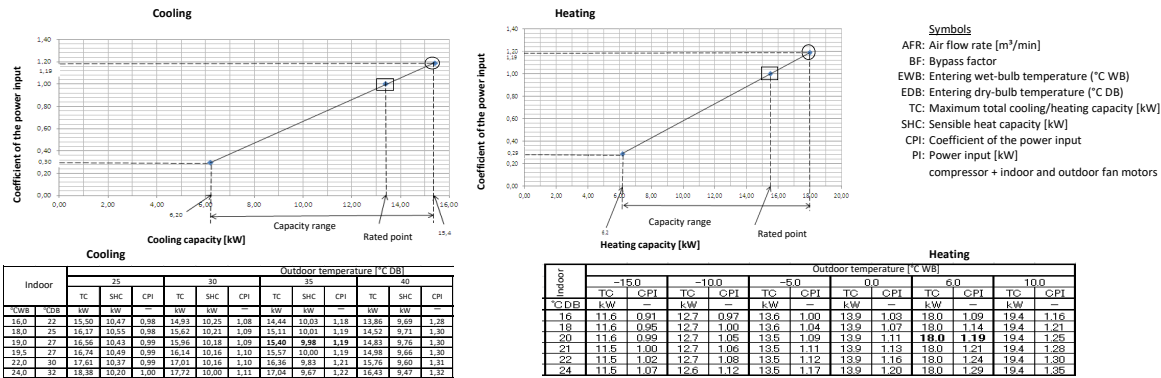 Cooling
Coefficient of the power input
1,40
1.20
1,19
1,00
0,80
0,60
0,40
0,30
0,20
0,00
0,00 2,00 4,00 6,00 8,00 10,00 12,00 14,00 16,00
6,20
15,4
Capacity range
Rated point
Cooling capacity [kW]
Heating
Coefficient of the power input
1,40
1,20
1,19
1,00
0,80
0,60
0,40
0,29
0,20
0,00
0,00 2,00 4,00 6,00 8,00 10,00 12,00 14,00 16,00 18,00 20,00
6,2
Capacity range
Rated point
Heating capacity [kW]
Symbols
AFR: Air flow rate [m³/min]
BF: Bypass factor
EWB: Entering wet-bulb temperature (°C WB)
EDB: Entering dry-bulb temperature (°C DB)
TC: Maximum total cooling/heating capacity [kW]
SHC: Sensible heat capacity [kW]
CPI: Coefficient of the power input
PI: Power input [kW]
compressor + indoor and outdoor fan motors
Cooling
Indoor Outdoor temperature [°C DB]
25 30 35 40
TC SHC CPI TC SHC CPI TC SHC CPI TC SHC CPI
°CWB °CDB kW kW — kW kW — kW kW — kW kW —
16,0 22 15,50 10,47 0,98 14,93 10,25 1,08 14,44 10,03 1,18 13,86 9,69 1,28
18,0 25 16,17 10,55 0,98 15,62 10,21 1,09 15,11 10,01 1,19 14,52 9,71 1,30
19,0 27 16,56 10,43 0,99 15,96 10,18 1,09 15,40 9,98 1,19 14,83 9,76 1,30
19,5 27 16,74 10,49 0,99 16,14 10,16 1,10 15,57 10,00 1,19 14,98 9,66 1,30
22,0 30 17,61 10,37 0,99 17,01 10,16 1,10 16,36 9,83 1,21 15,76 9,60 1,31
24,0 32 18,38 10,20 1,00 17,72 10,00 1,11 17,04 9,67 1,22 16,43 9,47 1,32
Heating
Indoor Outdoor temperature [°C WB]
−15.0 −10.0 −5.0 0.0 6.0 10.0
TC CPI TC CPI TC CPI TC CPI TC CPI TC CPI
°CDB kW — kW — kW — kW — kW — kW —
16 11.6 0.91 12.7 0.97 13.6 1.00 13.9 1.03 18.0 1.09 19.4 1.16
18 11.6 0.95 12.7 1.00 13.6 1.04 13.9 1.07 18.0 1.14 19.4 1.21
20 11.6 0.99 12.7 1.05 13.5 1.09 13.9 1.11 18.0 1.19 19.4 1.25
21 11.5 1.00 12.7 1.06 13.5 1.11 13.9 1.13 18.0 1.21 19.4 1.28
22 11.5 1.02 12.7 1.08 13.5 1.12 13.9 1.16 18.0 1.24 19.4 1.30
24 11.5 1.07 12.6 1.12 13.5 1.17 13.9 1.20 18.0 1.29 19.4 1.35